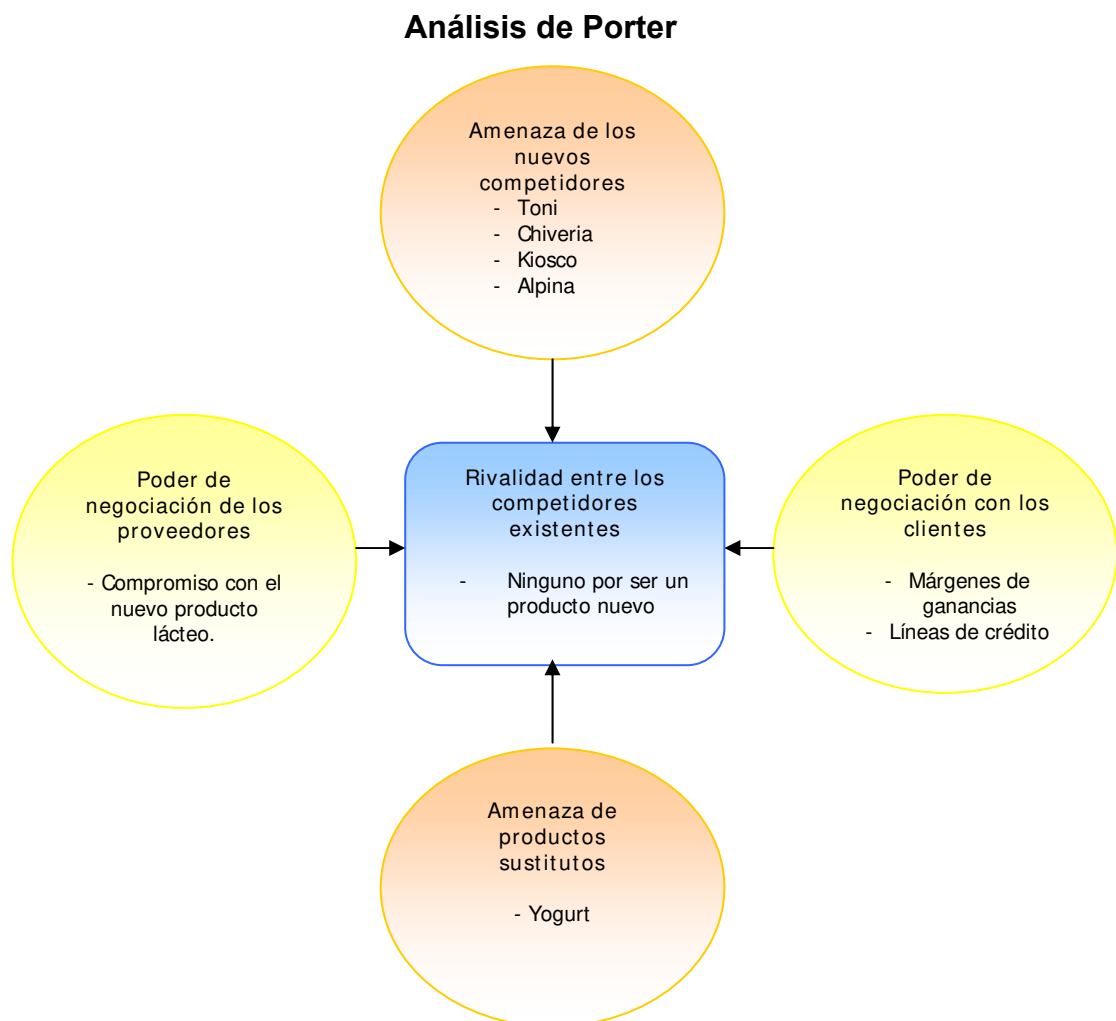 Análisis de Porter
Amenaza de los
nuevos
competidores
- Toni
- Chiveria
- Kiosco
- Alpina
Poder de
negociación de los
proveedores
- Compromiso con el
nuevo producto
lácteo.
Rivalidad entre los
competidores
existentes
- Ninguno por ser un
producto nuevo
Poder de
negociación con los
clientes
- Márgenes de
ganancias
- Líneas de crédito
Amenaza de
productos
sustitutos
- Yogurt